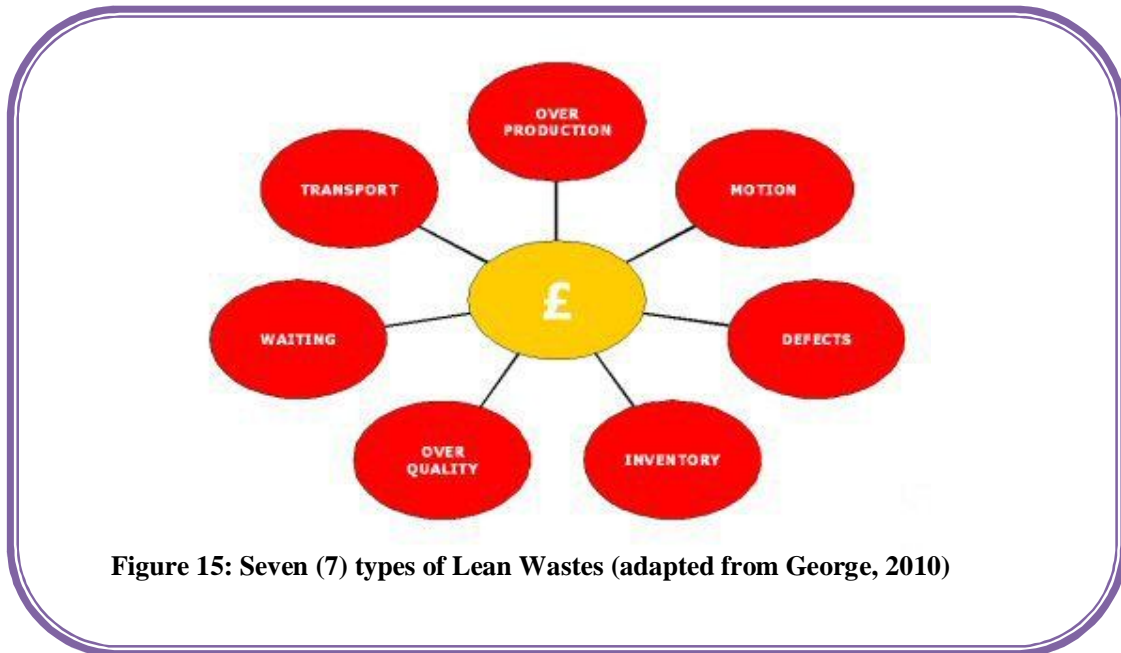 OVER
PRODUCTION
TRANSPORT
MOTION
£
WAITING
DEFECTS
OVER
QUALITY
INVENTORY
Figure 15: Seven (7) types of Lean Wastes (adapted from George, 2010)